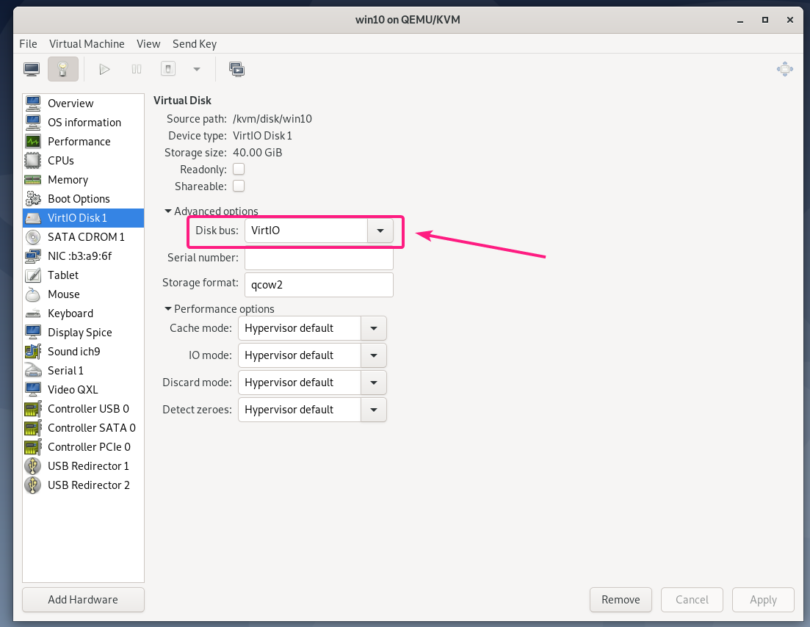 win10 on QEMU/KVM
File Virtual Machine View Send Key
Overview
OS information
Performance
CPUs
Memory
Boot Options
VirtIO Disk 1
SATA CDROM 1
NIC :b3:a9:6f
Tablet
Mouse
Keyboard
Display Spice
Sound ich9
Serial 1
Video QXL
Controller USB 0
Controller SATA 0
Controller PCIe 0
USB Redirector 1
USB Redirector 2
Add Hardware
Virtual Disk
Source path: /kvm/disk/win10
Device type: VirtIO Disk 1
Storage size: 40.00 GiB
Readonly:
Shareable:
Advanced options
Disk bus: VirtIO
Serial number:
Storage format: qcow2
Performance options
Cache mode: Hypervisor default
IO mode: Hypervisor default
Discard mode: Hypervisor default
Detect zeroes: Hypervisor default
Remove Cancel Apply